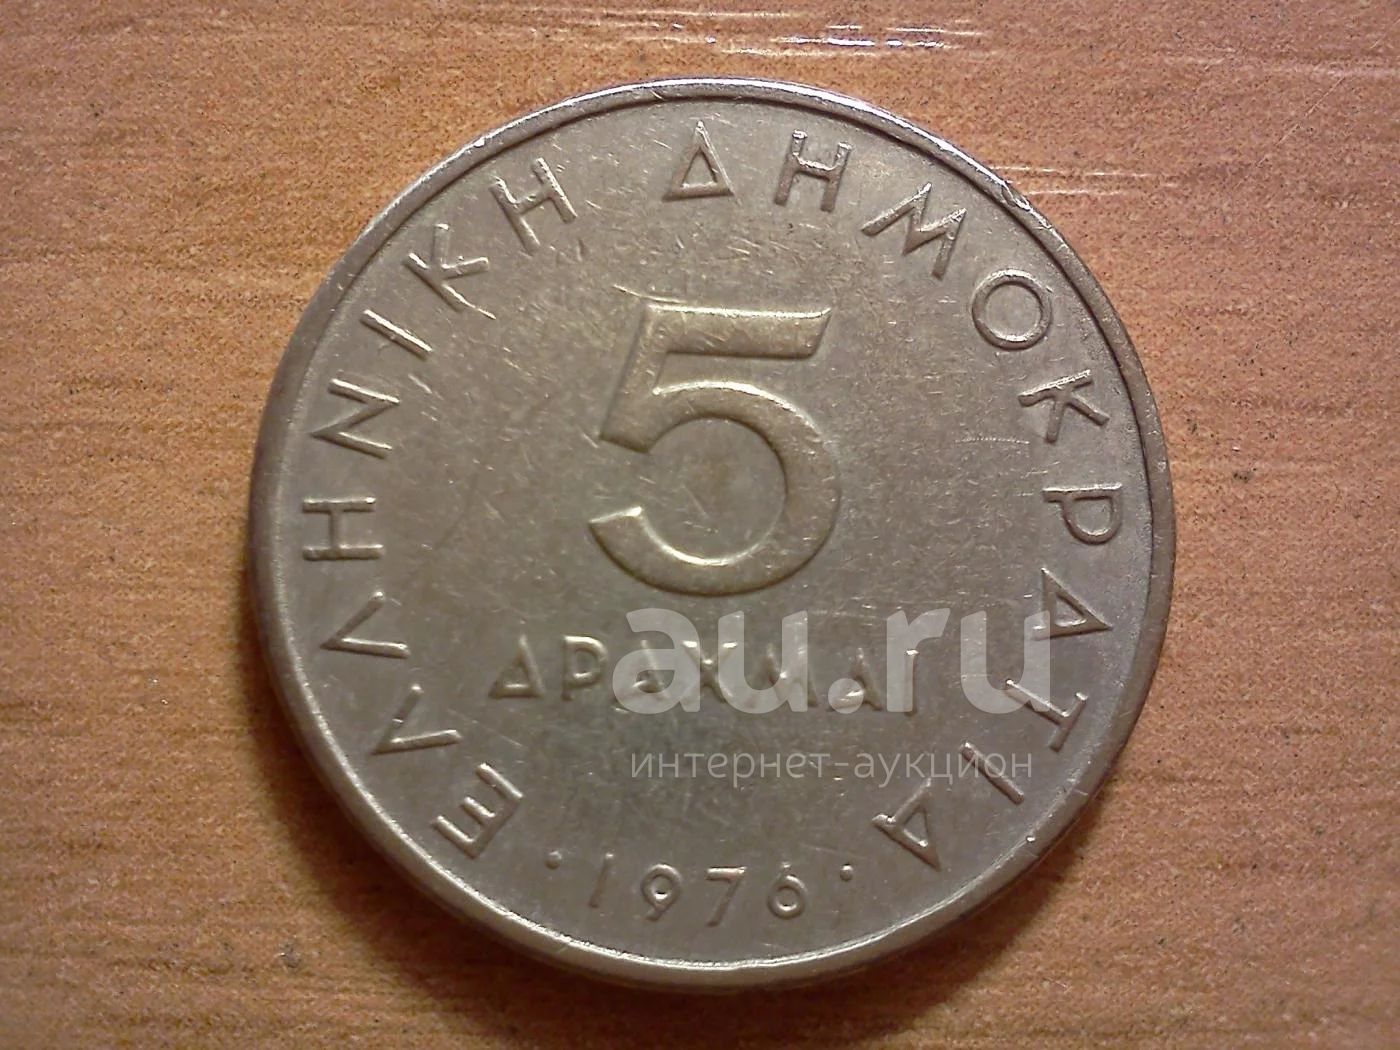 ΕΛΛΗΝΙΚΗ ΔΗΜΟΚΡΑΤΙΑ
5
ΔΡΑΧΜΑΙ
au.ru
интернет-аукцион
·1976·